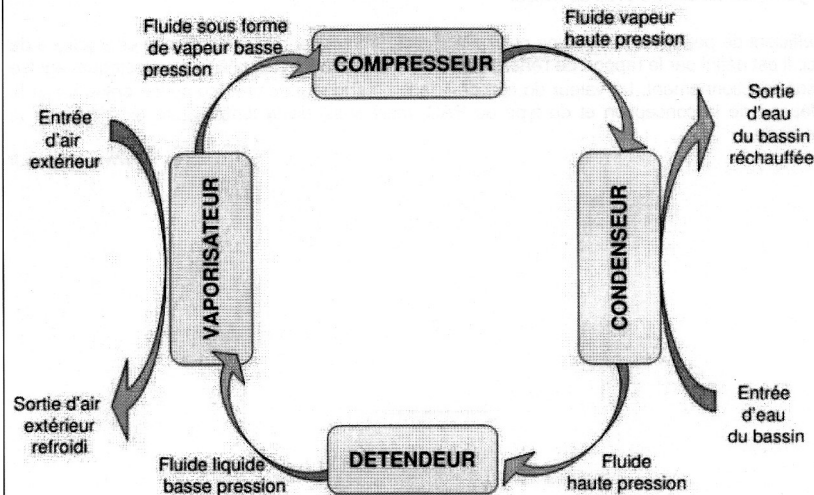 Fluide sous forme
de vapeur basse
pression
COMPRESSEUR
Fluide vapeur
haute pression
Entrée
d'air
extérieur
Sortie
d'eau
du bassin
réchauffée
VAPORISATEUR
CONDENSEUR
Sortie d'air
extérieur
refroidi
Entrée
d'eau
du bassin
Fluide liquide
basse pression
DETENDEUR
Fluide
haute pression